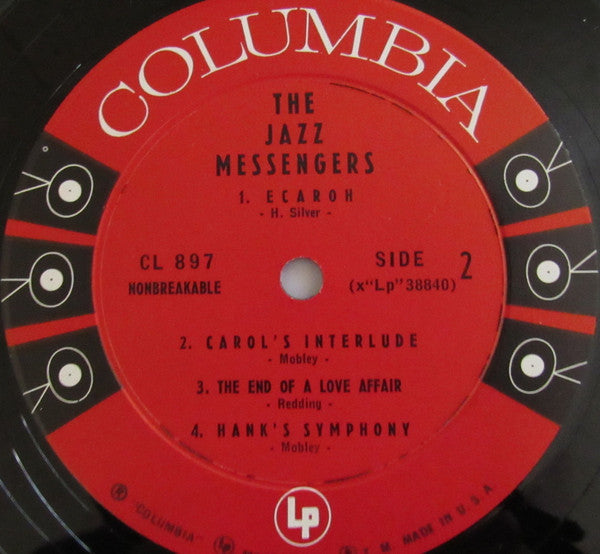 COLUMBIA
THE
JAZZ
MESSENGERS
1. ECAROH
- H. Silver -
CL 897
NONBREAKABLE
SIDE 2
(x"Lp"38840)
2. CAROL'S INTERLUDE
- Mobley -
3. THE END OF A LOVE AFFAIR
- Redding -
4. HANK'S SYMPHONY
- Mobley -
Lp
® "COLUMBIA" M. MADE IN U.S.A.